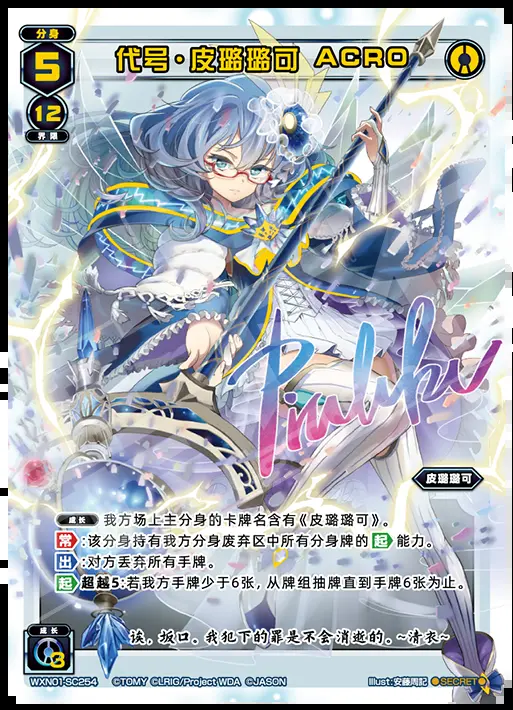 分身
代号·皮璐璐可 ACRO
5
12
界限
Piruluku
皮璐璐可
成长 我方场上主分身的卡牌名含有《皮璐璐可》。
常:该分身持有我方分身废弃区中所有分身牌的起能力。
出:对方丢弃所有手牌。
起 超越5:若我方手牌少于6张，从牌组抽牌直到手牌6张为止。
成长
3
诶，坂口。我犯下的罪是不会消逝的。~清衣~
WXN01-SC254 ©TOMY ©LRIG/Project WDA ©JASON Illust:安藤周記 SECRET